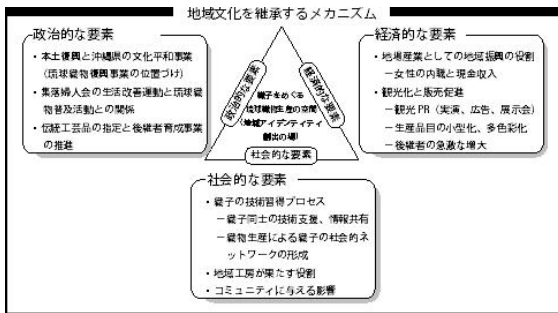 地域文化を継承するメカニズム
政治的な要素
・本土復興と沖縄県の文化平和事業
(琉球織物復興事業の位置づけ)
・集落婦人会の生活改善運動と琉球織
物普及活動との関係
・伝統工芸品の指定と後継者育成事業
の推進
政治的な要素
経済的な要素
織子をめぐる
琉球織物生産の空間
(地域アイデンティティ
創出の場)
社会的な要素
経済的な要素
・地場産業としての地域振興の役割
－女性の内職と現金収入
・観光化と販売促進
－観光PR(実演、広告、展示会)
－生産品目の小型化、多色彩化
－後継者の急激な増大
社会的な要素
・織子の技術習得プロセス
－織子同士の技術支援、情報共有
－織物生産による織子の社会的ネ
ットワークの形成
・地域工房が果たす役割
・コミュニティに与える影響